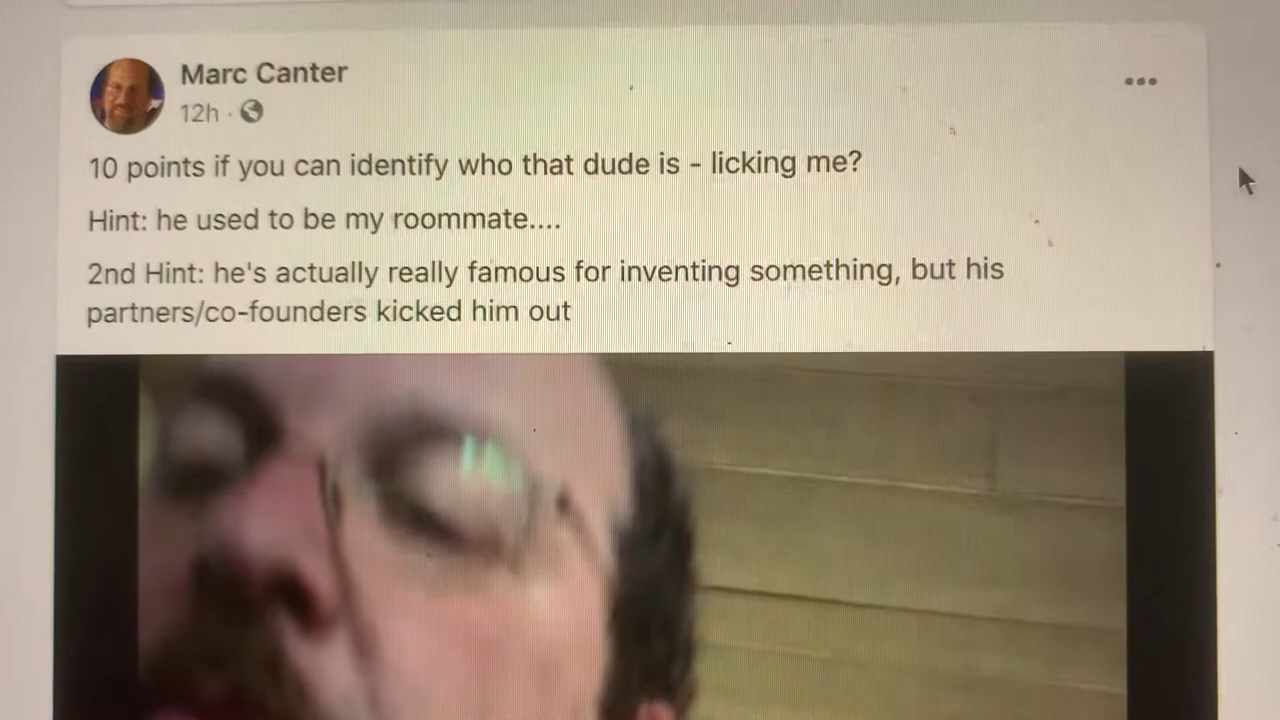 Marc Canter
12h ·
10 points if you can identify who that dude is - licking me?
Hint: he used to be my roommate....
2nd Hint: he's actually really famous for inventing something, but his
partners/co-founders kicked him out